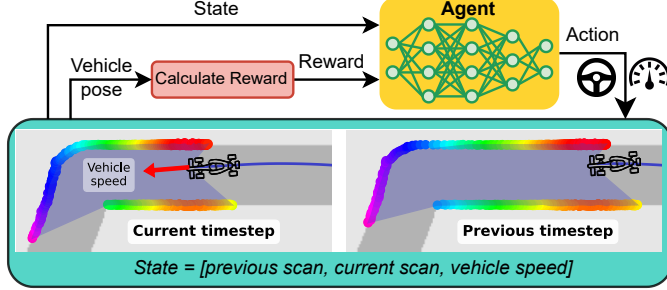 State
Agent
Action
Vehicle
pose
Calculate Reward
Reward
Vehicle
speed
Current timestep
Previous timestep
State = [previous scan, current scan, vehicle speed]